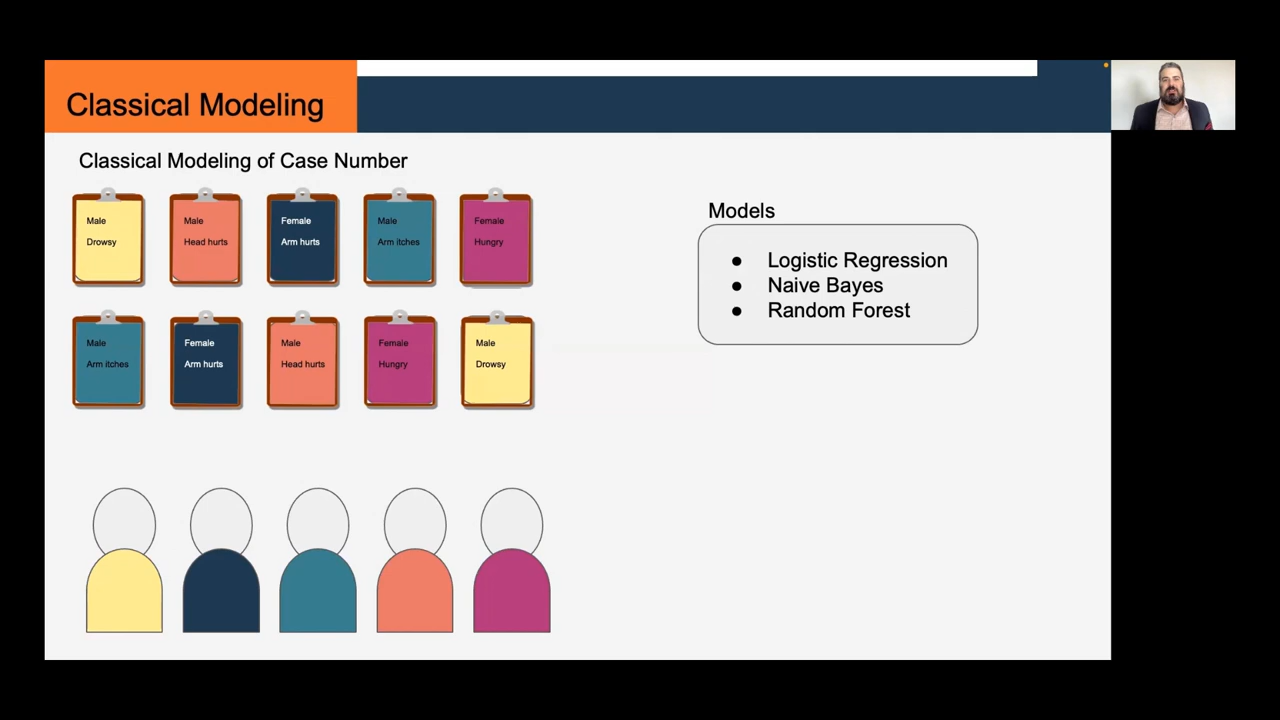 Classical Modeling
Classical Modeling of Case Number
Male
Drowsy
Male
Head hurts
Female
Arm hurts
Male
Arm itches
Female
Hungry
Male
Arm itches
Female
Arm hurts
Male
Head hurts
Female
Hungry
Male
Drowsy
Models
● Logistic Regression
● Naive Bayes
● Random Forest